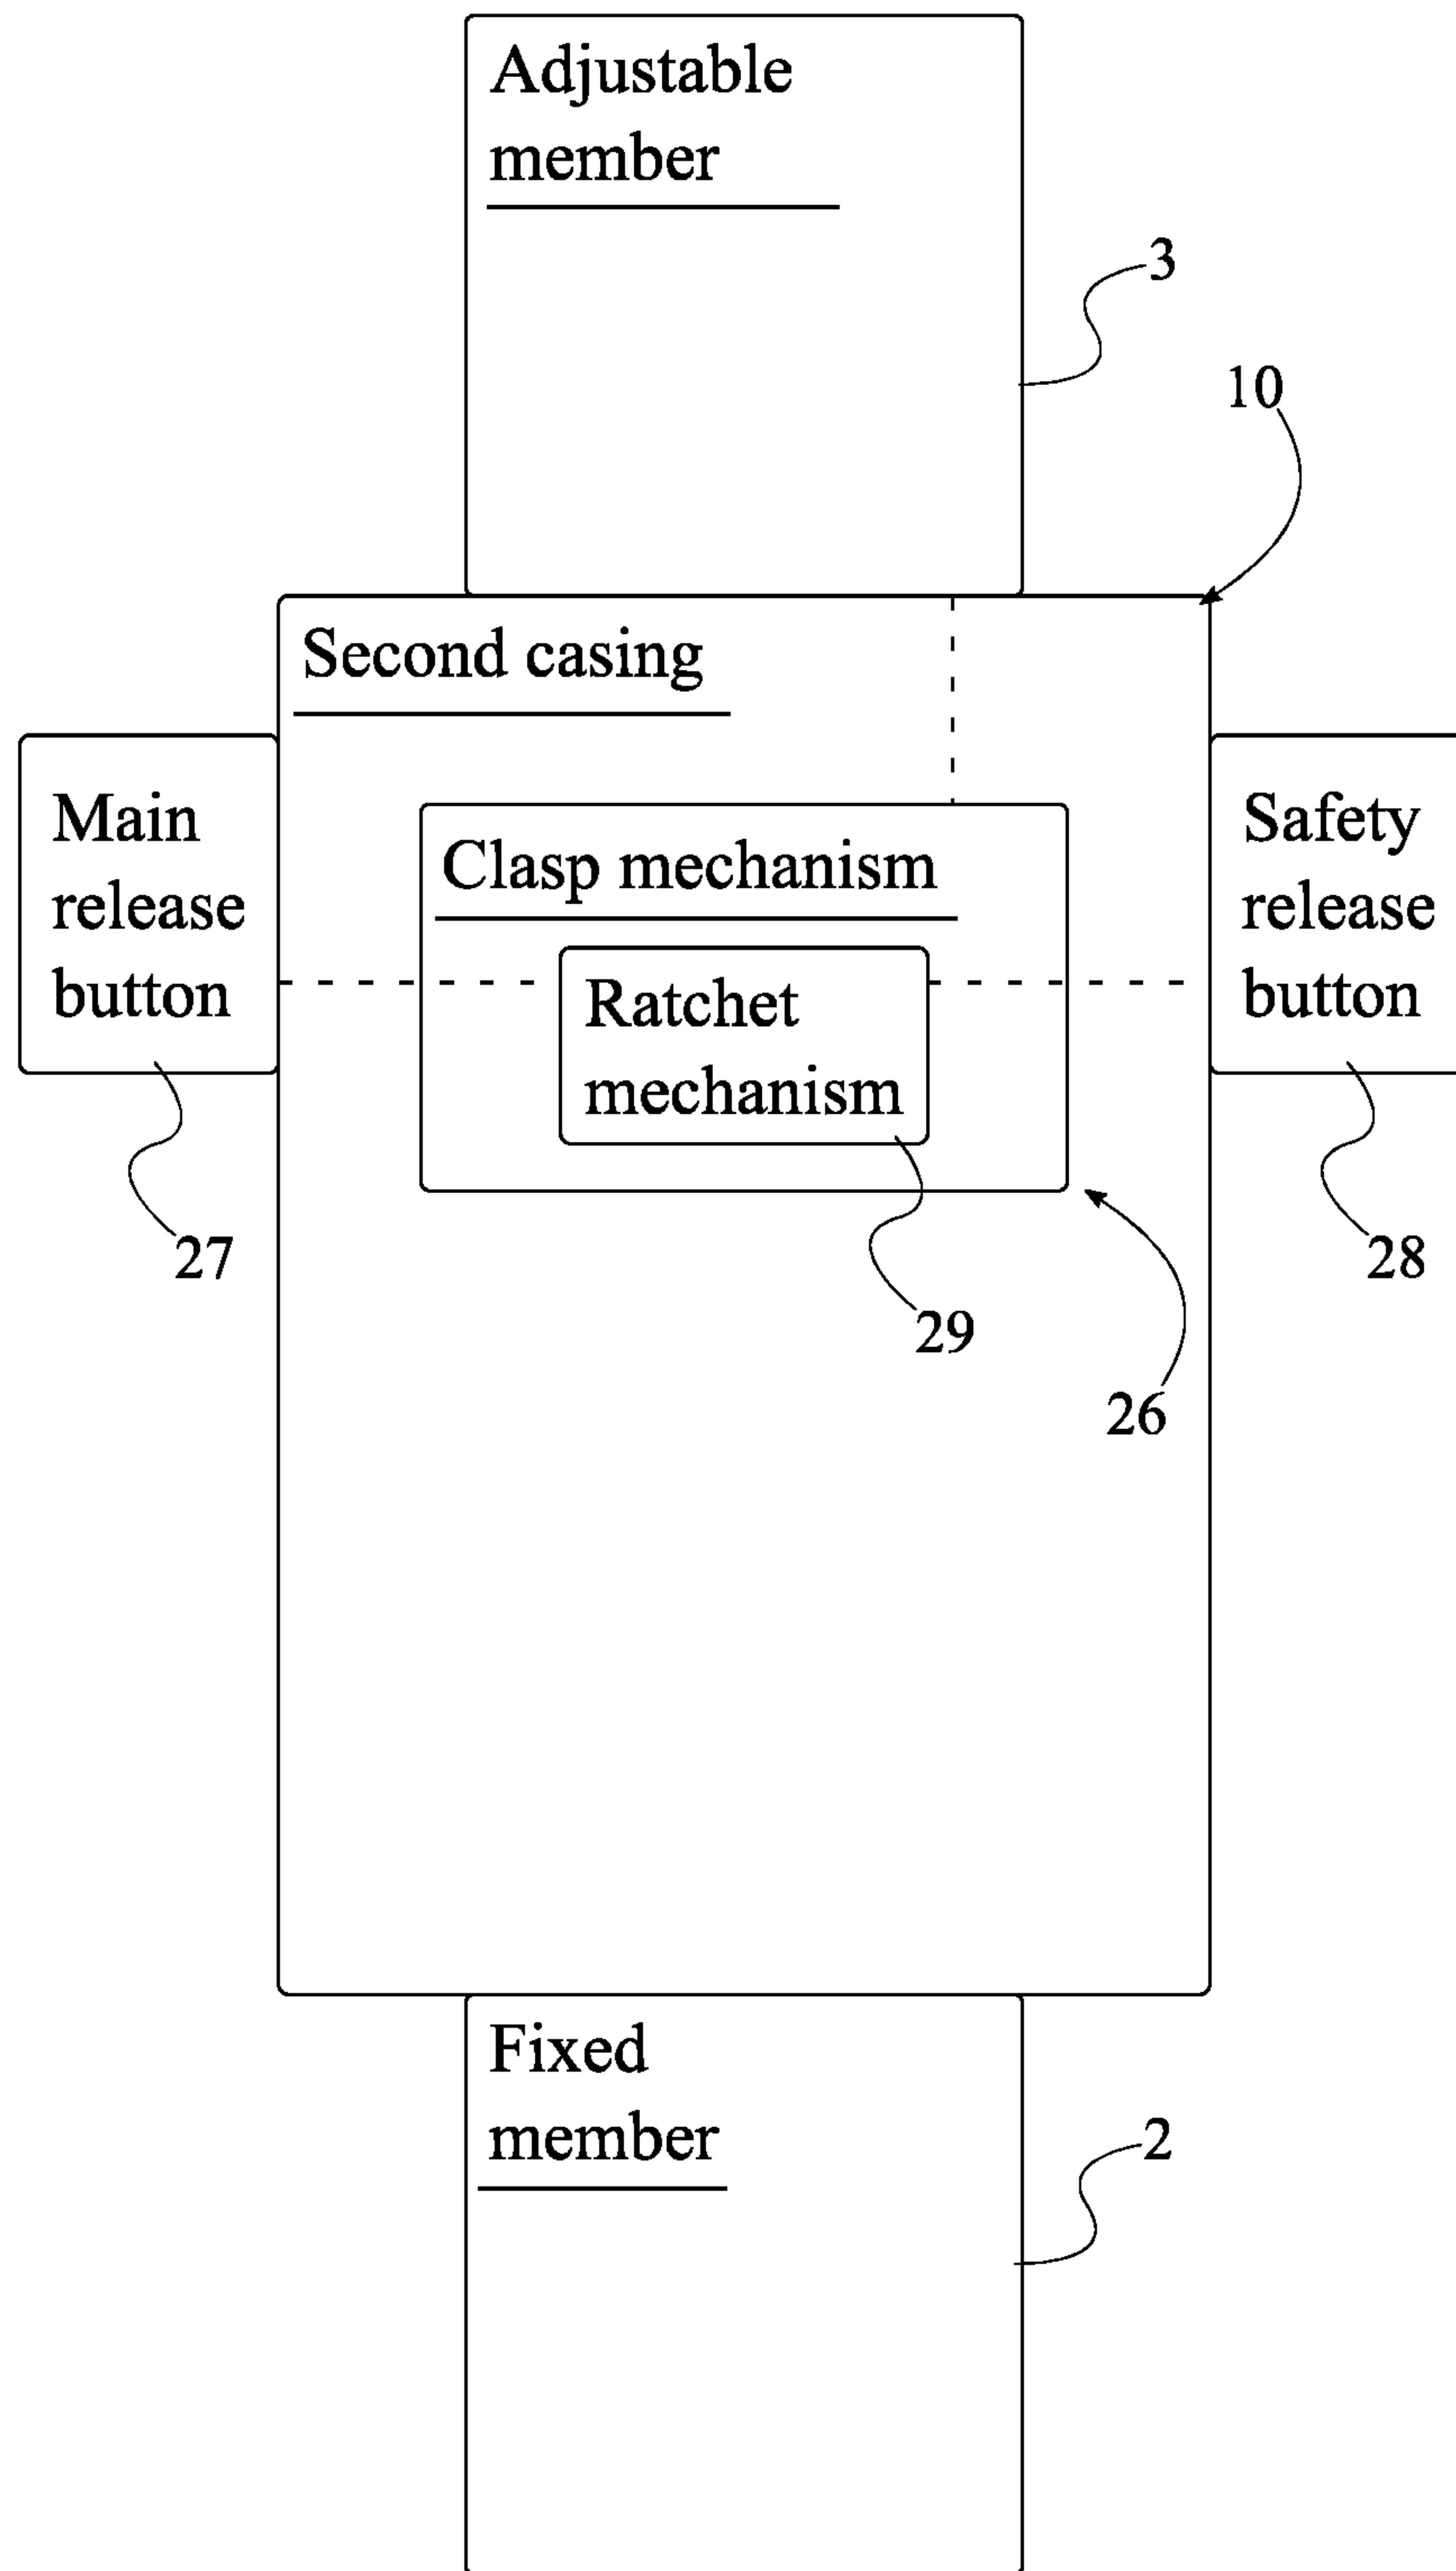 Adjustable
member
3
10
Second casing
Main
release
button
Clasp mechanism
Ratchet
mechanism
Safety
release
button
27
28
29
26
Fixed
member
2